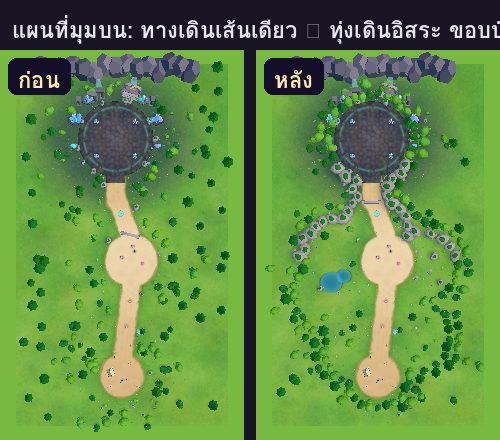 แผนที่มุมบน: ทางเดินเส้นเดียว ทุ่งเดินอิสระ ขอบ
ก่อน
หลัง